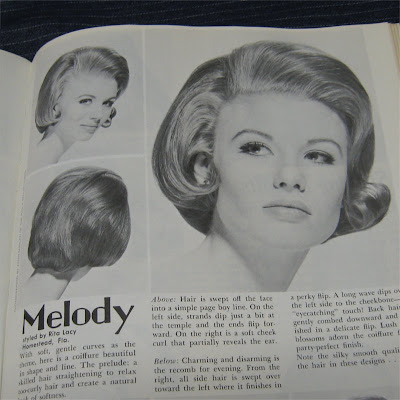 Melody
styled by Rita Lacy
Homestead, Fla.
With soft, gentle curves as the
theme, here is a coiffure beautiful
in shape and line. The prelude: a
skilled hair straightening to relax
overcurly hair and create a natural
look of softness.
Above: Hair is swept off the face
into a simple page boy line. On the
left side, strands dip just a bit at
the temple and the ends flip for-
ward. On the right is a soft cheek
curl that partially reveals the ear.
Below: Charming and disarming is
the recomb for evening. From the
right, all side hair is swept over
toward the left where it finishes in
a perky flip. A long wave dips over
the left side to the cheekbone—
"eyecatching" touch! Back hair
gently combed downward and
ished in a delicate flip. Lush
blossoms adorn the coiffure
party-perfect finish.
Note the silky smooth quality
the hair in these designs . . .